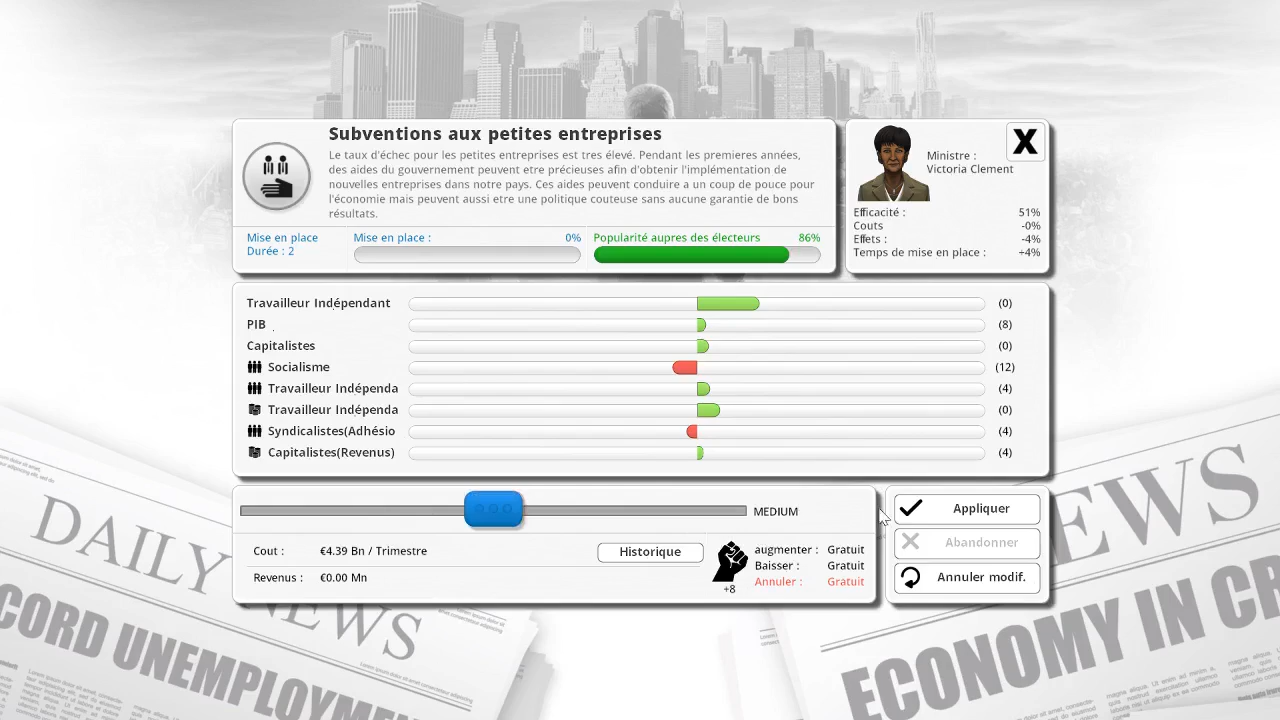 Subventions aux petites entreprises
Le taux d'échec pour les petites entreprises est tres élevé. Pendant les premieres années,
des aides du gouvernement peuvent etre précieuses afin d'obtenir l'implémentation de
nouvelles entreprises dans notre pays. Ces aides peuvent conduire a un coup de pouce pour
l'économie mais peuvent aussi etre une politique couteuse sans aucune garantie de bons
résultats.
Mise en place
Durée : 2
Mise en place : 0%
Popularité aupres des électeurs 86%
X
Ministre :
Victoria Clement
Efficacité : 51%
Couts -0%
Effets : -4%
Temps de mise en place : +4%
Travailleur Indépendant (0)
PIB (8)
Capitalistes (0)
Socialisme (12)
Travailleur Indépenda (4)
Travailleur Indépenda (0)
Syndicalistes(Adhésio (4)
Capitalistes(Revenus) (4)
MEDIUM
Cout : €4.39 Bn / Trimestre
Revenus : €0.00 Mn
Historique
+8
augmenter : Gratuit
Baisser : Gratuit
Annuler : Gratuit
Appliquer
Abandonner
Annuler modif.
DAILY NEWS
CORD UNEMPLOYME
NEWS
ECONOMY IN CR